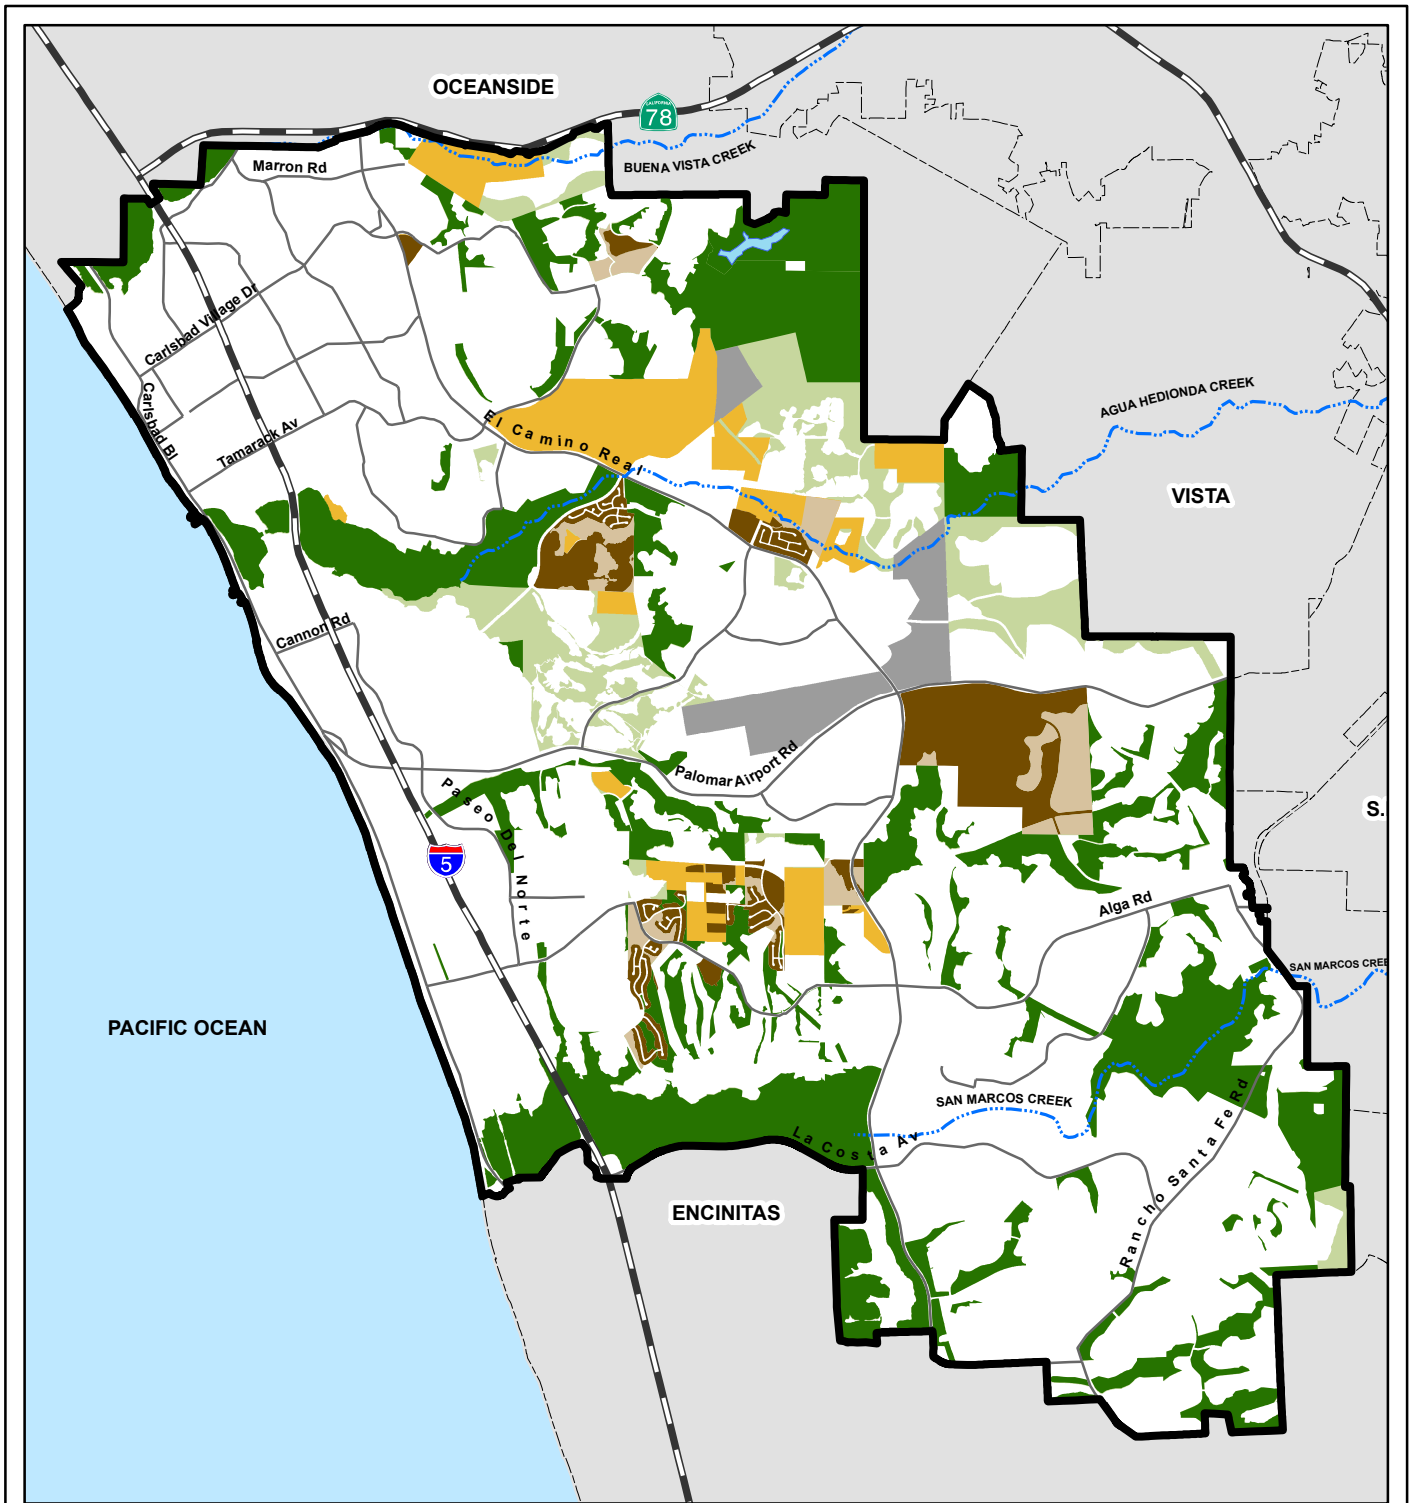 OCEANSIDE
CALIFORNIA
78
BUENA VISTA CREEK
Marron Rd
Carlsbad Village Dr
Carlsbad Bl
Tamarack Av
El Camino Real
AGUA HEDIONDA CREEK
VISTA
Cannon Rd
Palomar Airport Rd
Paseo Del Norte
S.
5
Alga Rd
SAN MARCOS CREE
PACIFIC OCEAN
SAN MARCOS CREEK
La Costa Av
Rancho Santa Fe Rd
ENCINITAS